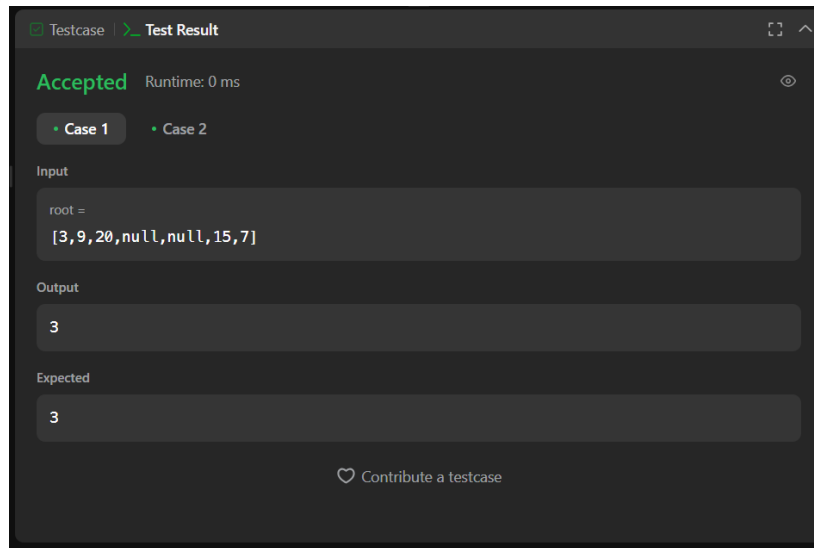 Testcase | >_ Test Result
Accepted Runtime: 0 ms
• Case 1 • Case 2
Input
root =
[3,9,20,null,null,15,7]
Output
3
Expected
3
Contribute a testcase